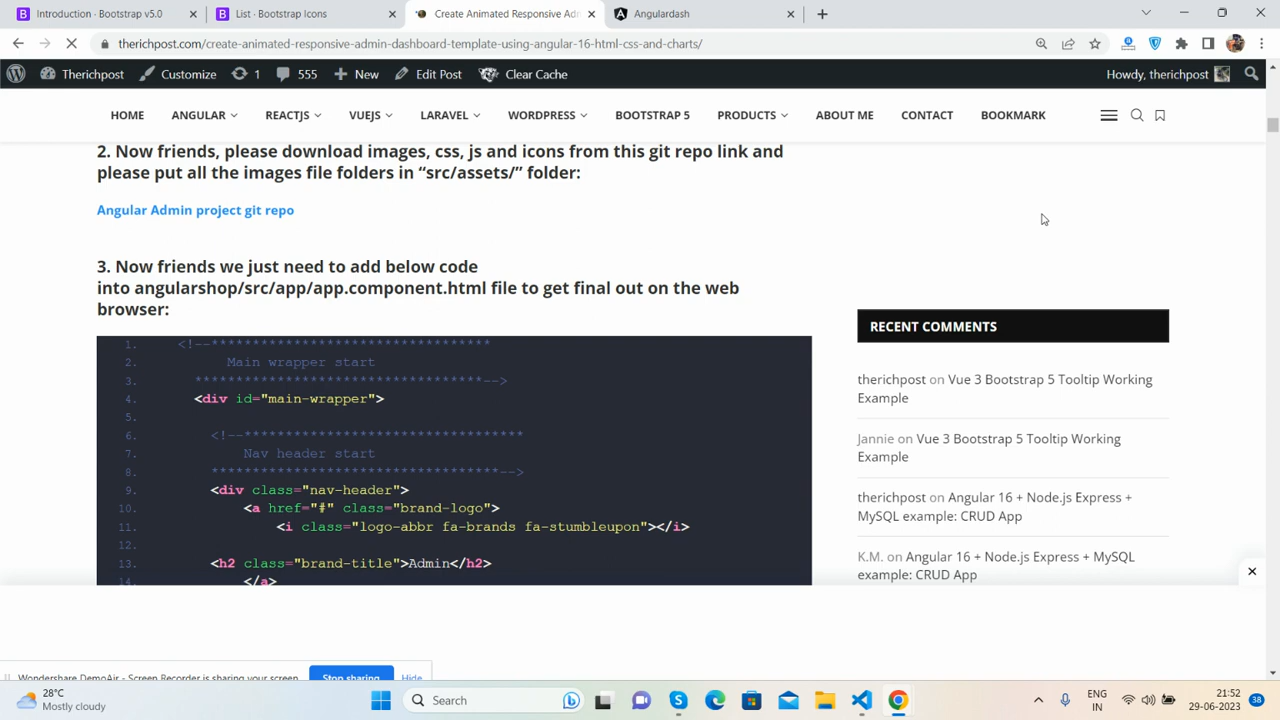 Introduction · Bootstrap v5.0
List · Bootstrap Icons
Create Animated Responsive Adm
Angulardash
therichpost.com/create-animated-responsive-admin-dashboard-template-using-angular-16-html-css-and-charts/
Therichpost
Customize
1
555
New
Edit Post
Clear Cache
Howdy, therichpost
HOME
ANGULAR
REACTJS
VUEJS
LARAVEL
WORDPRESS
BOOTSTRAP 5
PRODUCTS
ABOUT ME
CONTACT
BOOKMARK
2. Now friends, please download images, css, js and icons from this git repo link and
please put all the images file folders in “src/assets/” folder:
Angular Admin project git repo
3. Now friends we just need to add below code
into angularshop/src/app/app.component.html file to get final out on the web
browser:
1. <!--**********************************
2. Main wrapper start
3. ***********************************-->
4. <div id="main-wrapper">
5.
6. <!--**********************************
7. Nav header start
8. ***********************************-->
9. <div class="nav-header">
10. <a href="#" class="brand-logo">
11. <i class="logo-abbr fa-brands fa-stumbleupon"></i>
12.
13. <h2 class="brand-title">Admin</h2>
14. </a>
RECENT COMMENTS
therichpost on Vue 3 Bootstrap 5 Tooltip Working
Example
Jannie on Vue 3 Bootstrap 5 Tooltip Working
Example
therichpost on Angular 16 + Node.js Express +
MySQL example: CRUD App
K.M. on Angular 16 + Node.js Express + MySQL
example: CRUD App
Wondershare DemoAir - Screen Recorder is sharing your screen.
Stop sharing
Hide
28°C
Mostly cloudy
Search
ENG
IN
21:52
29-06-2023
38